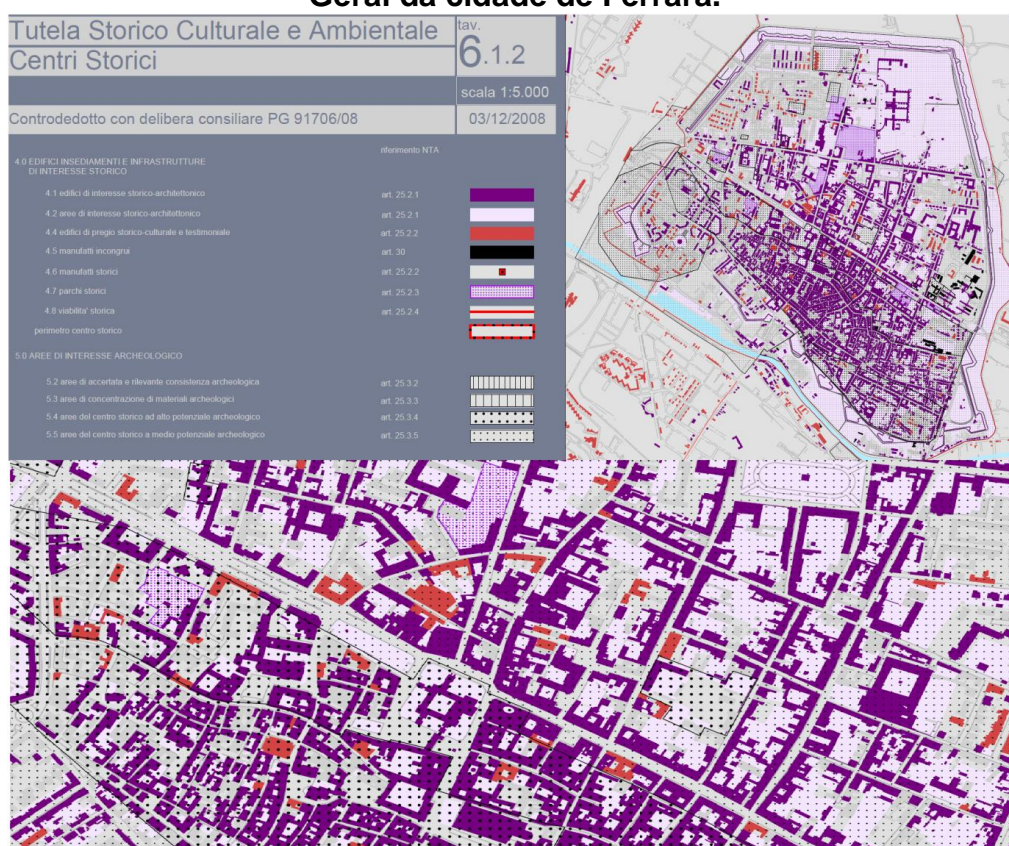 Geral da cidade de Ferrara.
Tutela Storico Culturale e Ambientale
tav.
Centri Storici
6.1.2
scala 1:5.000
Controdedotto con delibera consiliare PG 91706/08
03/12/2008
riferimento NTA
4.0 EDIFICI INSEDIAMENTI E INFRASTRUTTURE
DI INTERESSE STORICO
4.1 edifici di interesse storico-architettonico art. 25.2.1
4.2 aree di interesse storico-architettonico art. 25.2.1
4.4 edifici di pregio storico-culturale e testimoniale art. 25.2.2
4.5 manufatti incongrui art. 30
4.6 manufatti storici art. 25.2.2
4.7 parchi storici art. 25.2.3
4.8 viabilita' storica art. 25.2.4
perimetro centro storico
5.0 AREE DI INTERESSE ARCHEOLOGICO
5.2 aree di accertata e rilevante consistenza archeologica art. 25.3.2
5.3 aree di concentrazione di materiali archeologici art. 25.3.3
5.4 aree del centro storico ad alto potenziale archeologico art. 25.3.4
5.5 aree del centro storico a medio potenziale archeologico art. 25.3.5